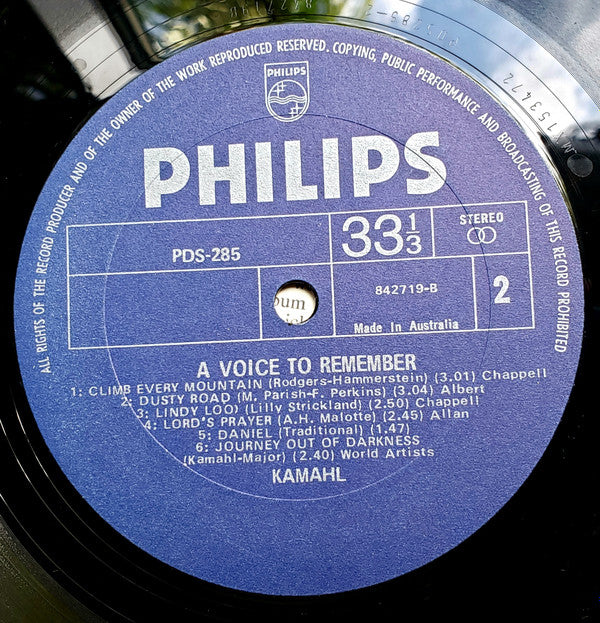 ALL RIGHTS OF THE RECORD PRODUCER AND OF THE OWNER OF THE WORK REPRODUCED RESERVED. COPYING, PUBLIC PERFORMANCE AND BROADCASTING OF THIS RECORD PROHIBITED
PHILIPS
PHILIPS
PDS-285
33 1/3
STEREO
842719-B
2
Made In Australia
A VOICE TO REMEMBER
1: CLIMB EVERY MOUNTAIN (Rodgers-Hammerstein) (3.01) Chappell
2: DUSTY ROAD (M. Parish-F. Perkins) (3.04) Albert
3: LINDY LOO) (Lilly Strickland) (2.50) Chappell
4: LORD'S PRAYER (A.H. Malotte) (2.45) Allan
5: DANIEL (Traditional) (1.47)
6: JOURNEY OUT OF DARKNESS
(Kamahl-Major) (2.40) World Artists
KAMAHL